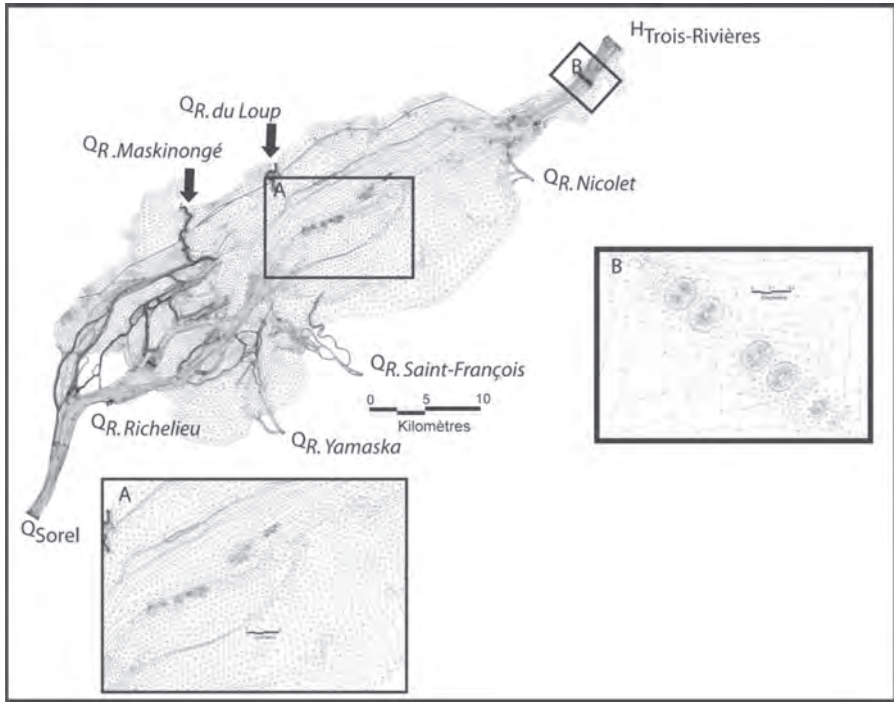 HTrois-Rivières
B
QR. du Loup
QR. Maskinongé
A
QR. Nicolet
B
QR. Saint-François
0 5 10
Kilomètres
QR. Richelieu
QR. Yamaska
A
QSorel